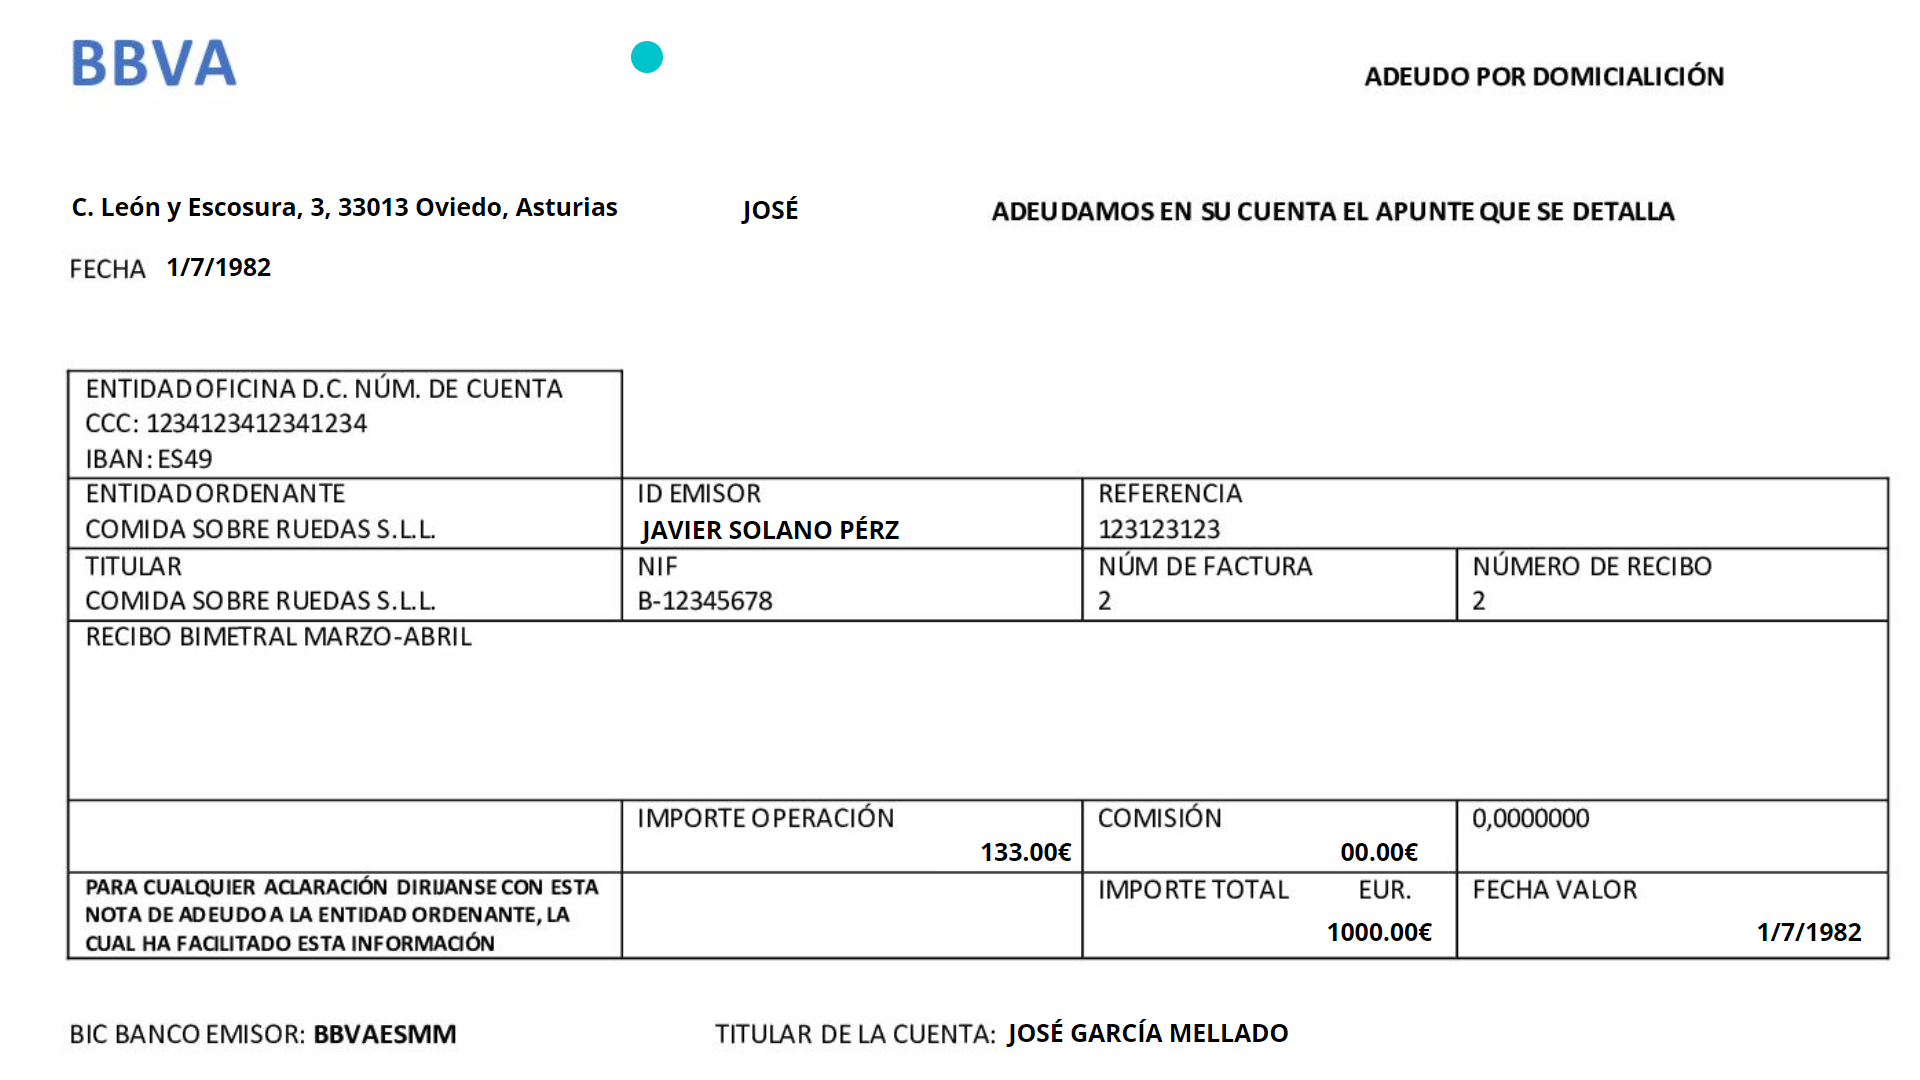 BBVA
ADEUDO POR DOMICIALICIÓN
C. León y Escosura, 3, 33013 Oviedo, Asturias
JOSÉ
ADEUDAMOS EN SU CUENTA EL APUNTE QUE SE DETALLA
FECHA 1/7/1982
ENTIDAD OFICINA D.C. NÚM. DE CUENTA
CCC: 1234123412341234
IBAN: ES49
ENTIDAD ORDENANTE
COMIDA SOBRE RUEDAS S.L.L.
ID EMISOR
JAVIER SOLANO PÉRZ
REFERENCIA
123123123
TITULAR
COMIDA SOBRE RUEDAS S.L.L.
NIF
B-12345678
NÚM DE FACTURA
2
NÚMERO DE RECIBO
2
RECIBO BIMETRAL MARZO-ABRIL
IMPORTE OPERACIÓN
133.00€
COMISIÓN
00.00€
0,0000000
PARA CUALQUIER ACLARACIÓN DIRIJANSE CON ESTA
NOTA DE ADEUDO A LA ENTIDAD ORDENANTE, LA
CUAL HA FACILITADO ESTA INFORMACIÓN
IMPORTE TOTAL EUR.
1000.00€
FECHA VALOR
1/7/1982
BIC BANCO EMISOR: BBVAESMM
TITULAR DE LA CUENTA: JOSÉ GARCÍA MELLADO